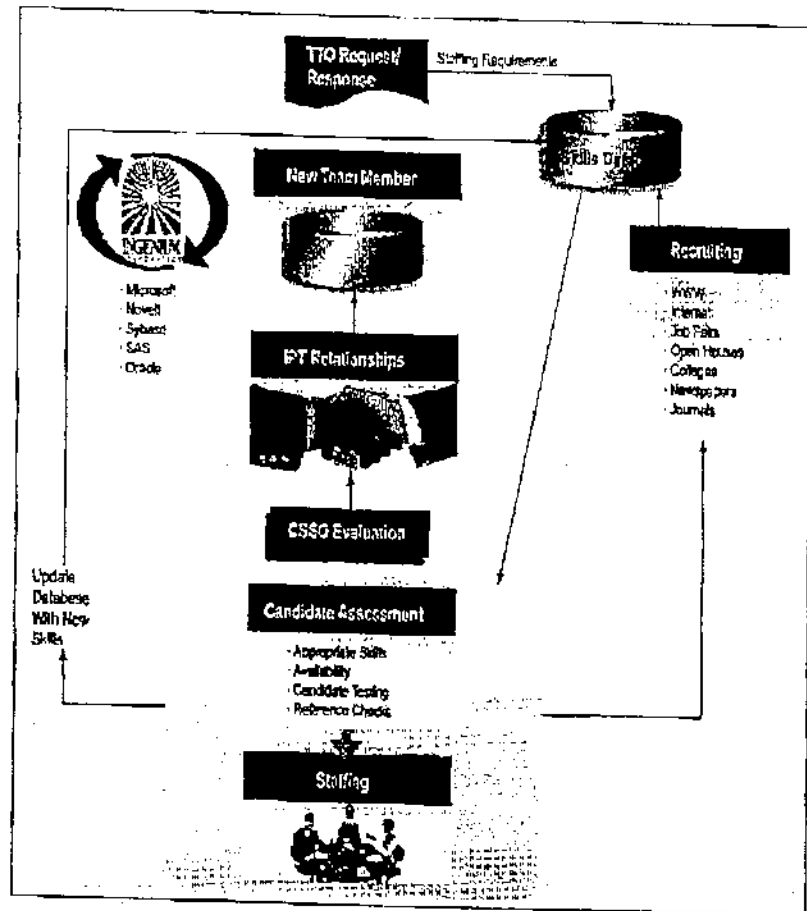 TTO Request/
Response
Staffing Requirements
Skills Data
New Team Member
INGENIUM
· Microsoft
· Novell
· Sybase
· SAS
· Oracle
Recruiting
· Internet
· Job Fairs
· Open Houses
· Colleges
· Newspapers
· Journals
IPT Relationships
CSSO Evaluation
Update
Database
With New
Skills
Candidate Assessment
· Appropriate Skills
· Availability
· Candidate Testing
· Reference Checks
Staffing